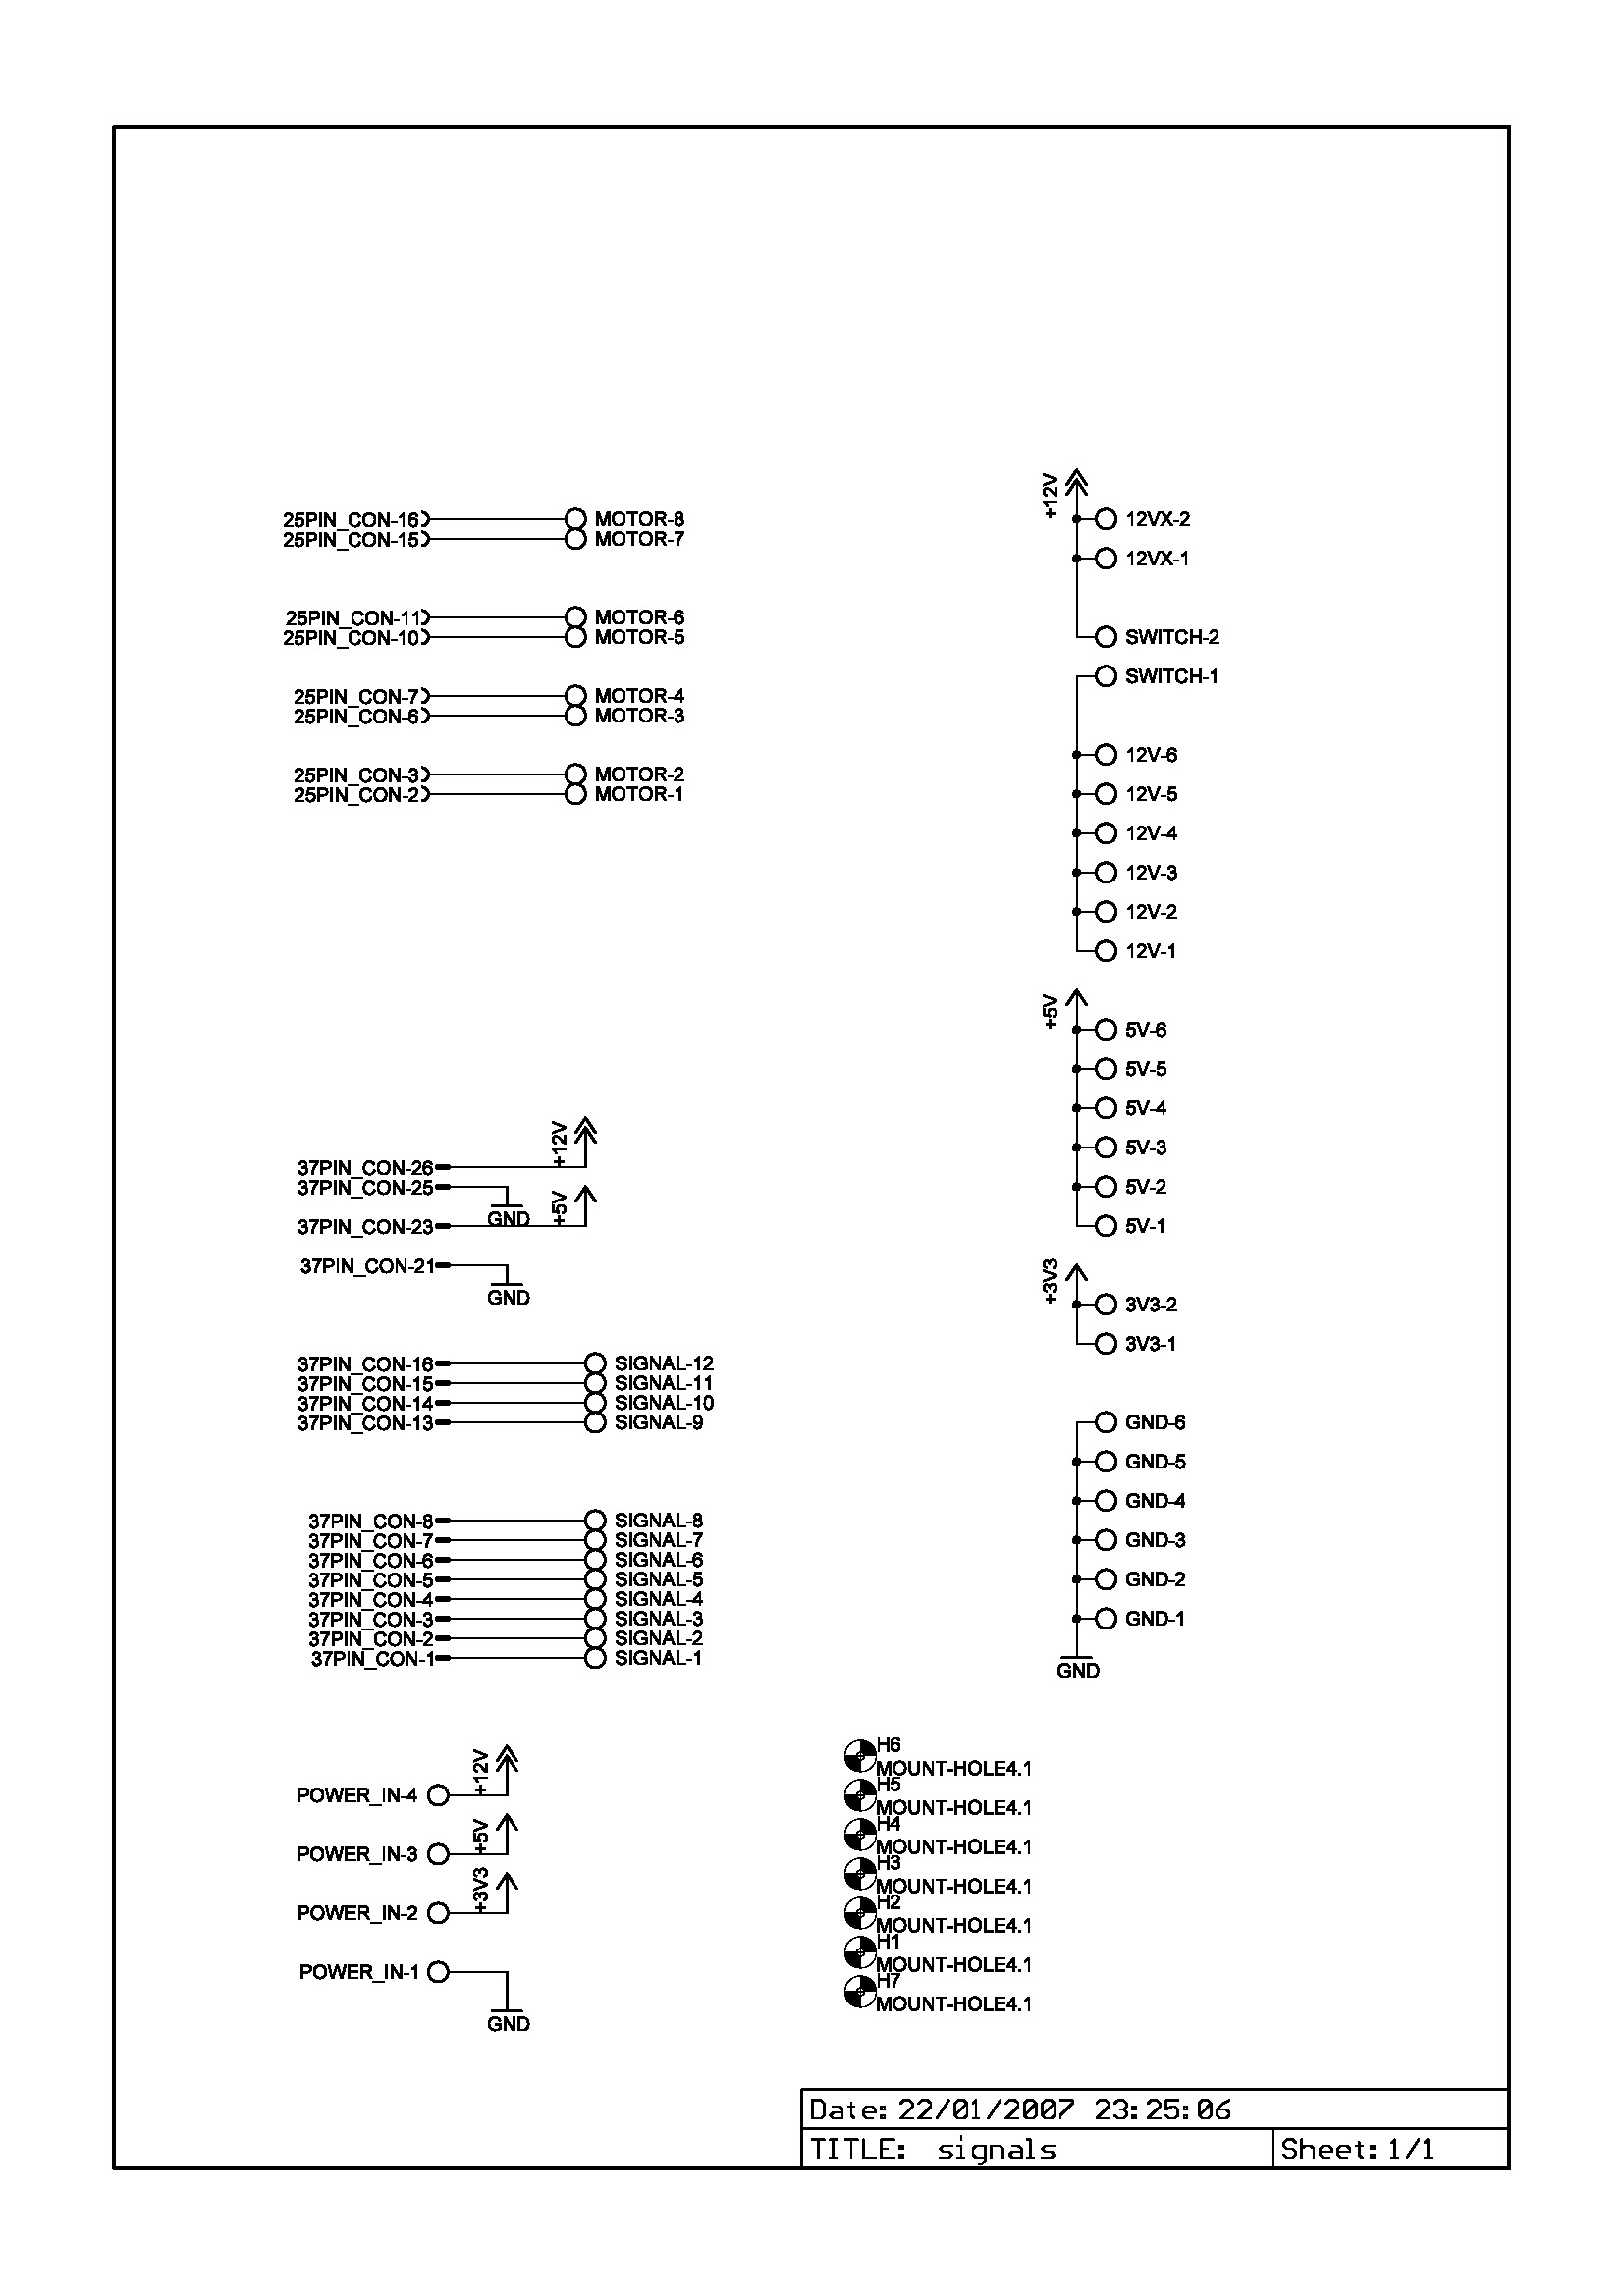 25PIN_CON-16 MOTOR-8
25PIN_CON-15 MOTOR-7
25PIN_CON-11 MOTOR-6
25PIN_CON-10 MOTOR-5
25PIN_CON-7 MOTOR-4
25PIN_CON-6 MOTOR-3
25PIN_CON-3 MOTOR-2
25PIN_CON-2 MOTOR-1
+12V
37PIN_CON-26
37PIN_CON-25
GND
+5V
37PIN_CON-23
37PIN_CON-21
GND
37PIN_CON-16 SIGNAL-12
37PIN_CON-15 SIGNAL-11
37PIN_CON-14 SIGNAL-10
37PIN_CON-13 SIGNAL-9
37PIN_CON-8 SIGNAL-8
37PIN_CON-7 SIGNAL-7
37PIN_CON-6 SIGNAL-6
37PIN_CON-5 SIGNAL-5
37PIN_CON-4 SIGNAL-4
37PIN_CON-3 SIGNAL-3
37PIN_CON-2 SIGNAL-2
37PIN_CON-1 SIGNAL-1
+12V
POWER_IN-4
+5V
POWER_IN-3
+3V3
POWER_IN-2
POWER_IN-1
GND
+12V
12VX-2
12VX-1
SWITCH-2
SWITCH-1
12V-6
12V-5
12V-4
12V-3
12V-2
12V-1
+5V
5V-6
5V-5
5V-4
5V-3
5V-2
5V-1
+3V3
3V3-2
3V3-1
GND-6
GND-5
GND-4
GND-3
GND-2
GND-1
GND
H6
MOUNT-HOLE4.1
H5
MOUNT-HOLE4.1
H4
MOUNT-HOLE4.1
H3
MOUNT-HOLE4.1
H2
MOUNT-HOLE4.1
H1
MOUNT-HOLE4.1
H7
MOUNT-HOLE4.1
Date: 22/01/2007 23:25:06
TITLE: signals
Sheet: 1/1